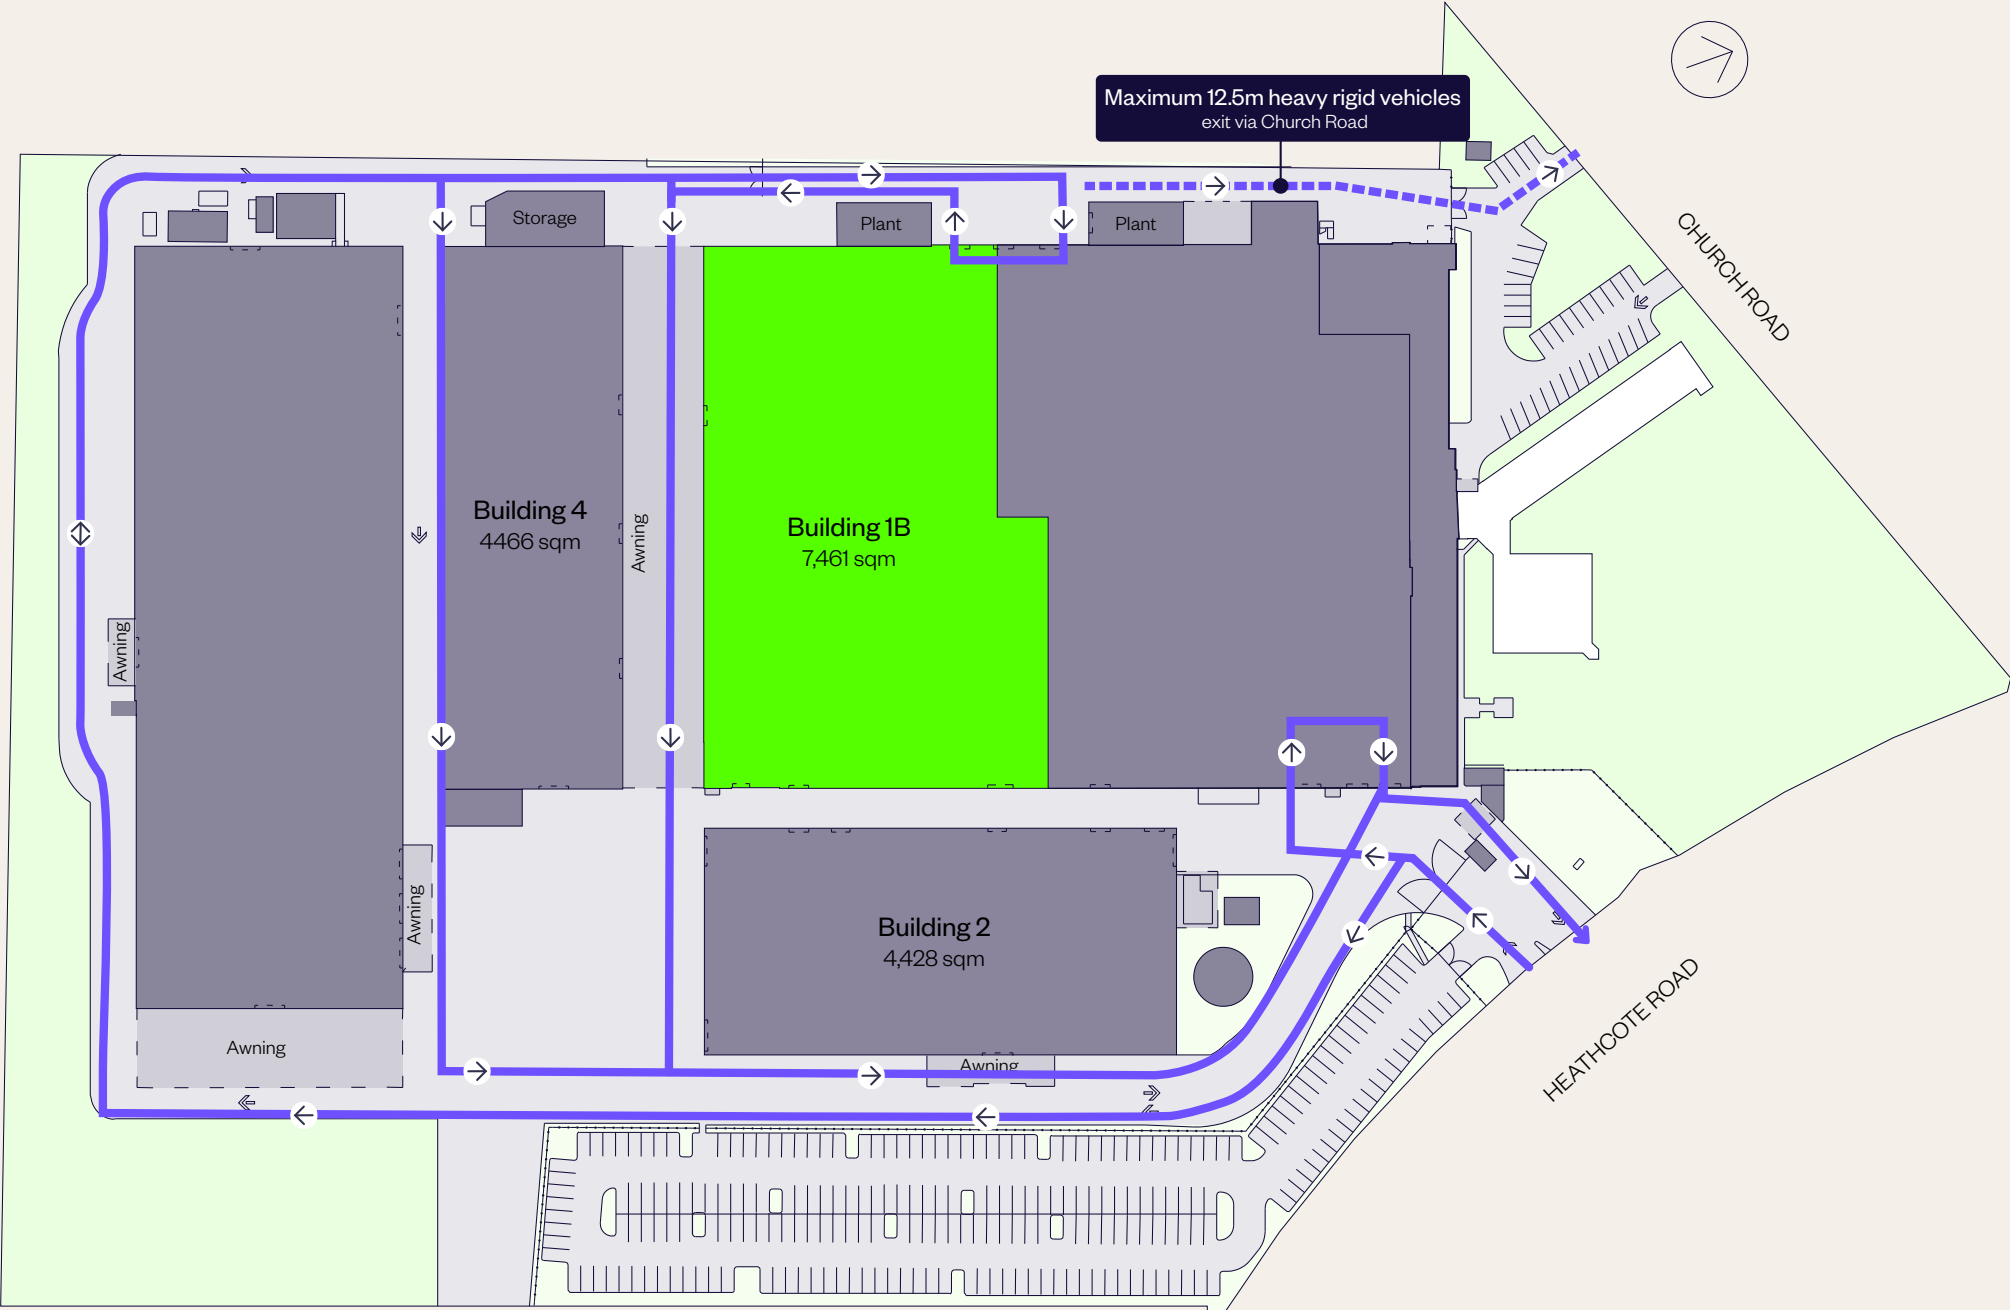 Maximum 12.5m heavy rigid vehicles
exit via Church Road
CHURCH ROAD
Storage
Plant
Plant
Building 4
4466 sqm
Awning
Building 1B
7,461 sqm
Awning
Awning
Building 2
4,428 sqm
Awning
Awning
HEATHCOTE ROAD